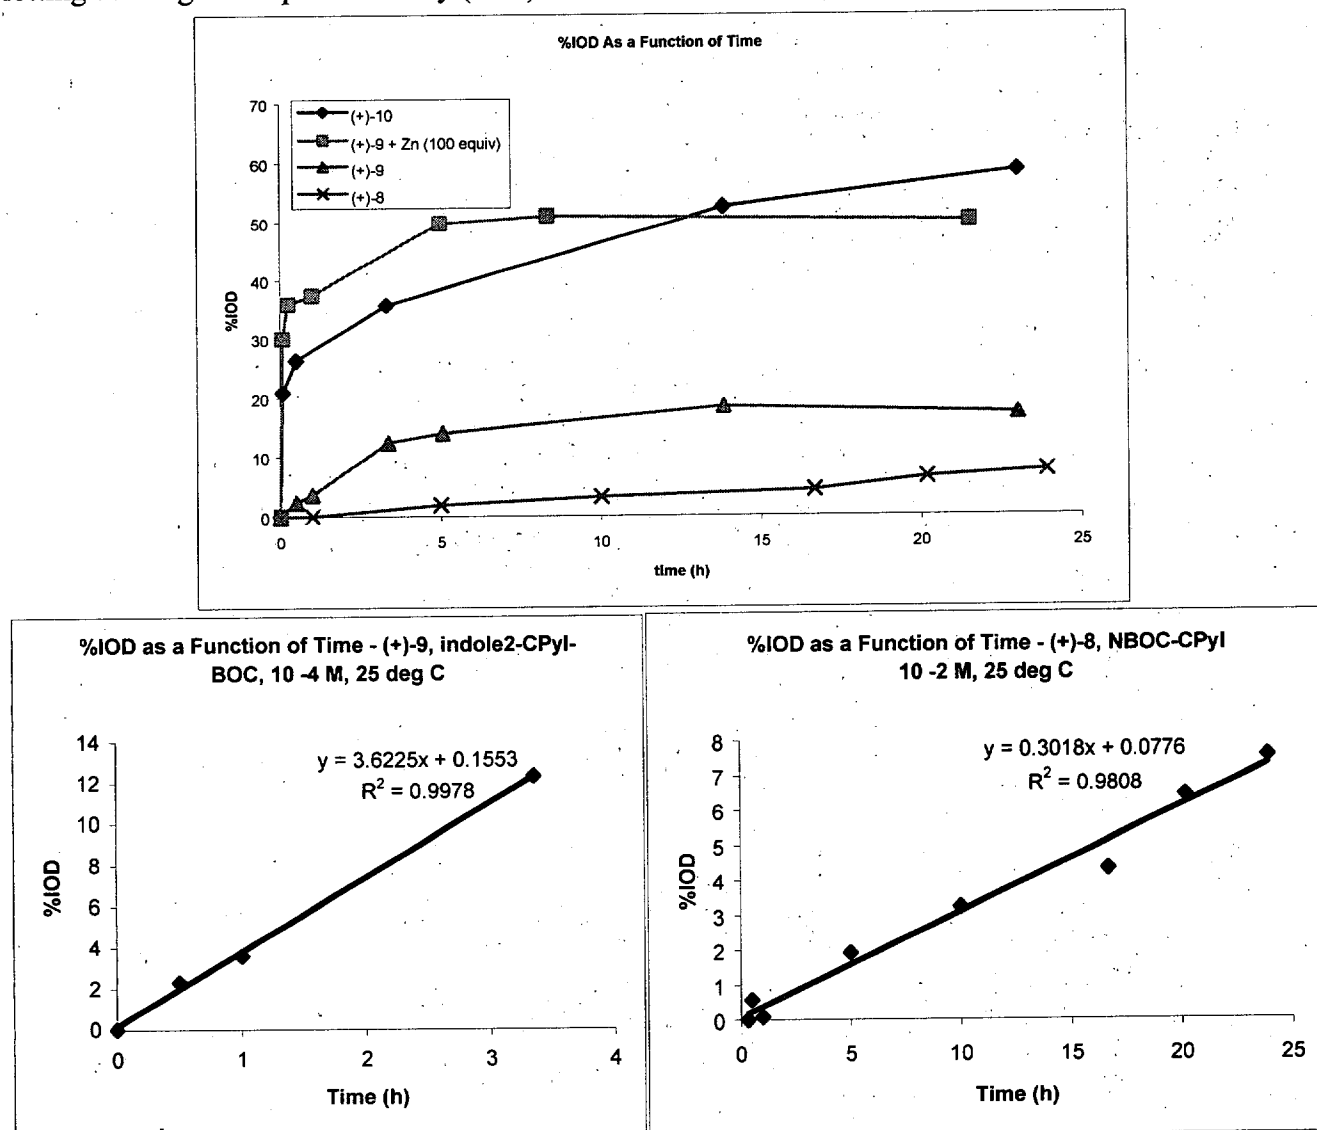 %IOD As a Function of Time
70
60
50
40
30
20
10
0
%IOD
(+)-10
(+)-9 + Zn (100 equiv)
(+)-9
(+)-8
0
5
10
15
20
25
time (h)
%IOD as a Function of Time - (+)-9, indole2-CPyl-
BOC, 10 -4 M, 25 deg C
y = 3.6225x + 0.1553
R² = 0.9978
14
12
10
8
6
4
2
0
%IOD
0
1
2
3
4
Time (h)
%IOD as a Function of Time - (+)-8, NBOC-CPyl
10 -2 M, 25 deg C
y = 0.3018x + 0.0776
R² = 0.9808
8
7
6
5
4
3
2
1
0
%IOD
0
5
10
15
20
25
Time (h)